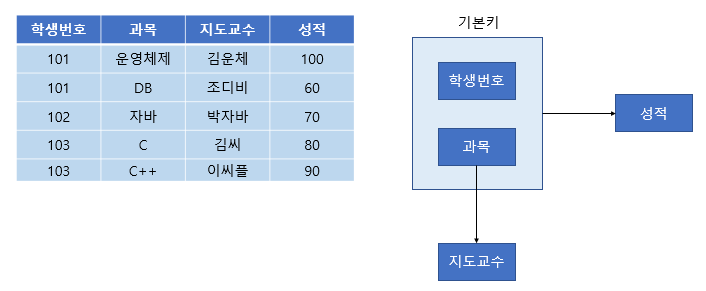 학생번호 과목 지도교수 성적
101 운영체제 김운체 100
101 DB 조디비 60
102 자바 박자바 70
103 C 김씨 80
103 C++ 이씨플 90
기본키
학생번호
과목
성적
지도교수